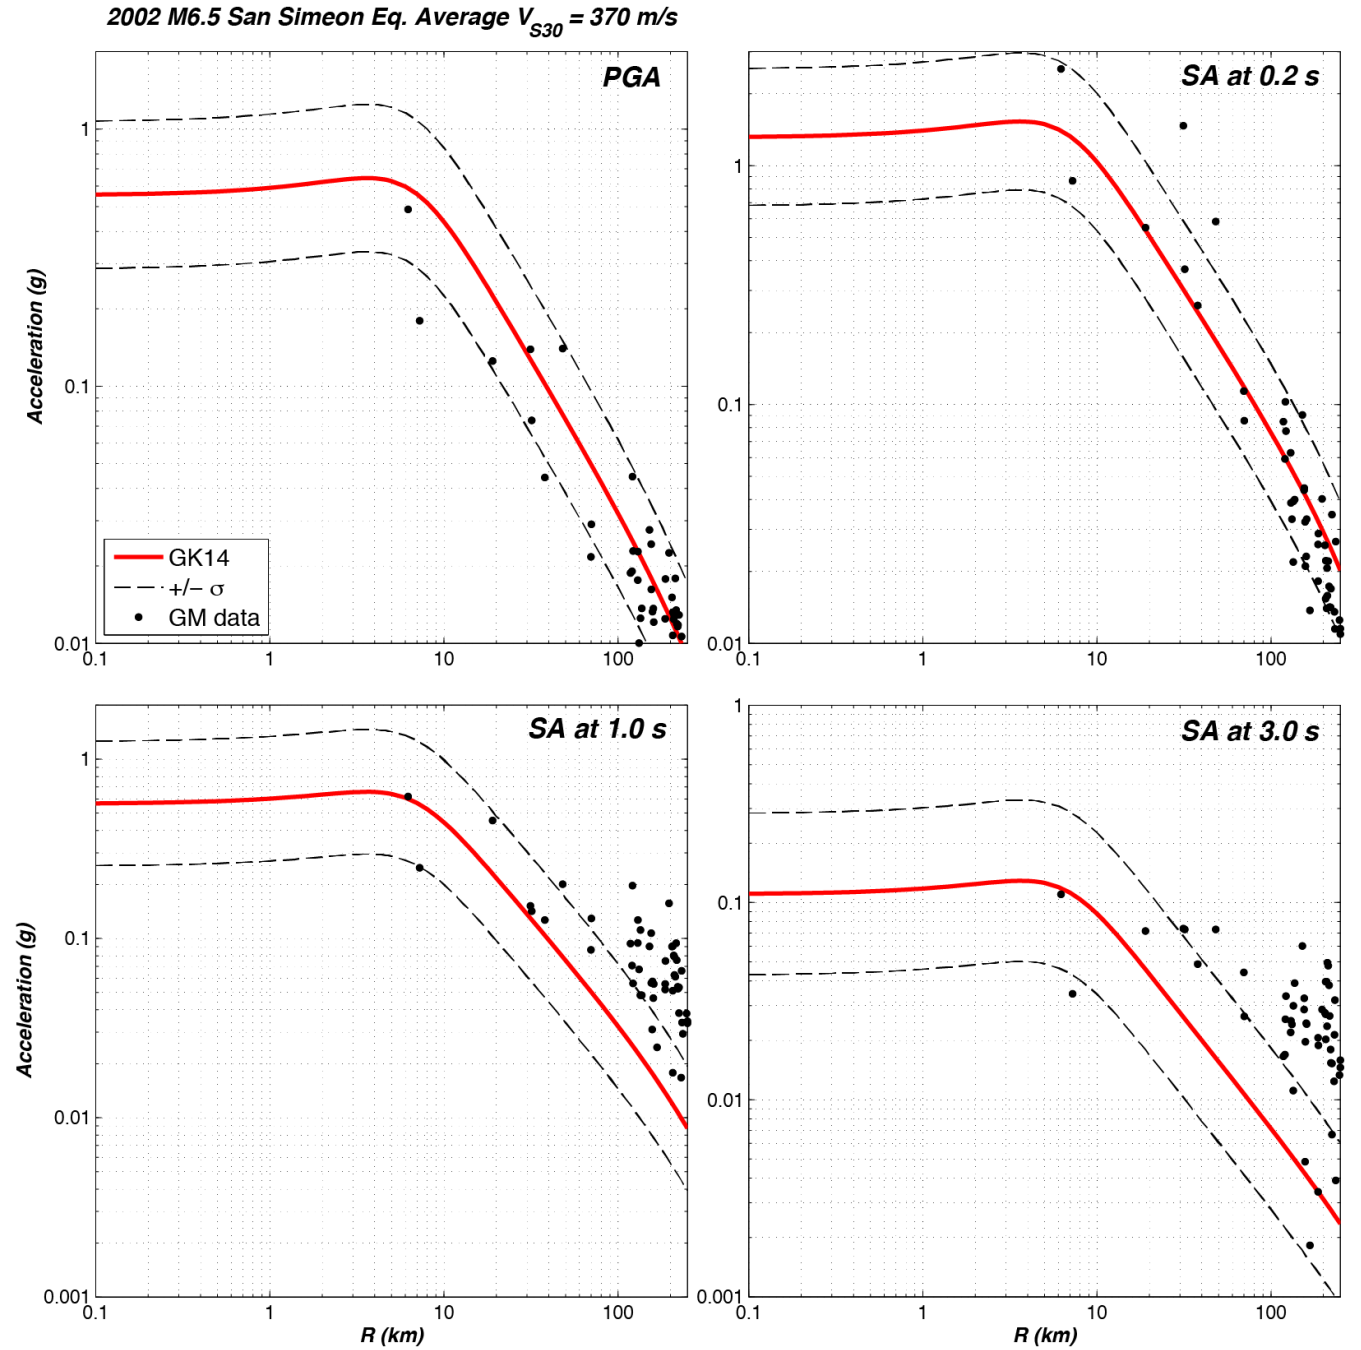 2002 M6.5 San Simeon Eq. Average VS30 = 370 m/s
PGA
Acceleration (g)
1
0.1
0.01
GK14
+/− σ
GM data
0.1 1 10 100
SA at 0.2 s
1
0.1
0.01
0.1 1 10 100
SA at 1.0 s
Acceleration (g)
1
0.1
0.01
0.001
0.1 1 10 100
R (km)
SA at 3.0 s
1
0.1
0.01
0.001
0.1 1 10 100
R (km)